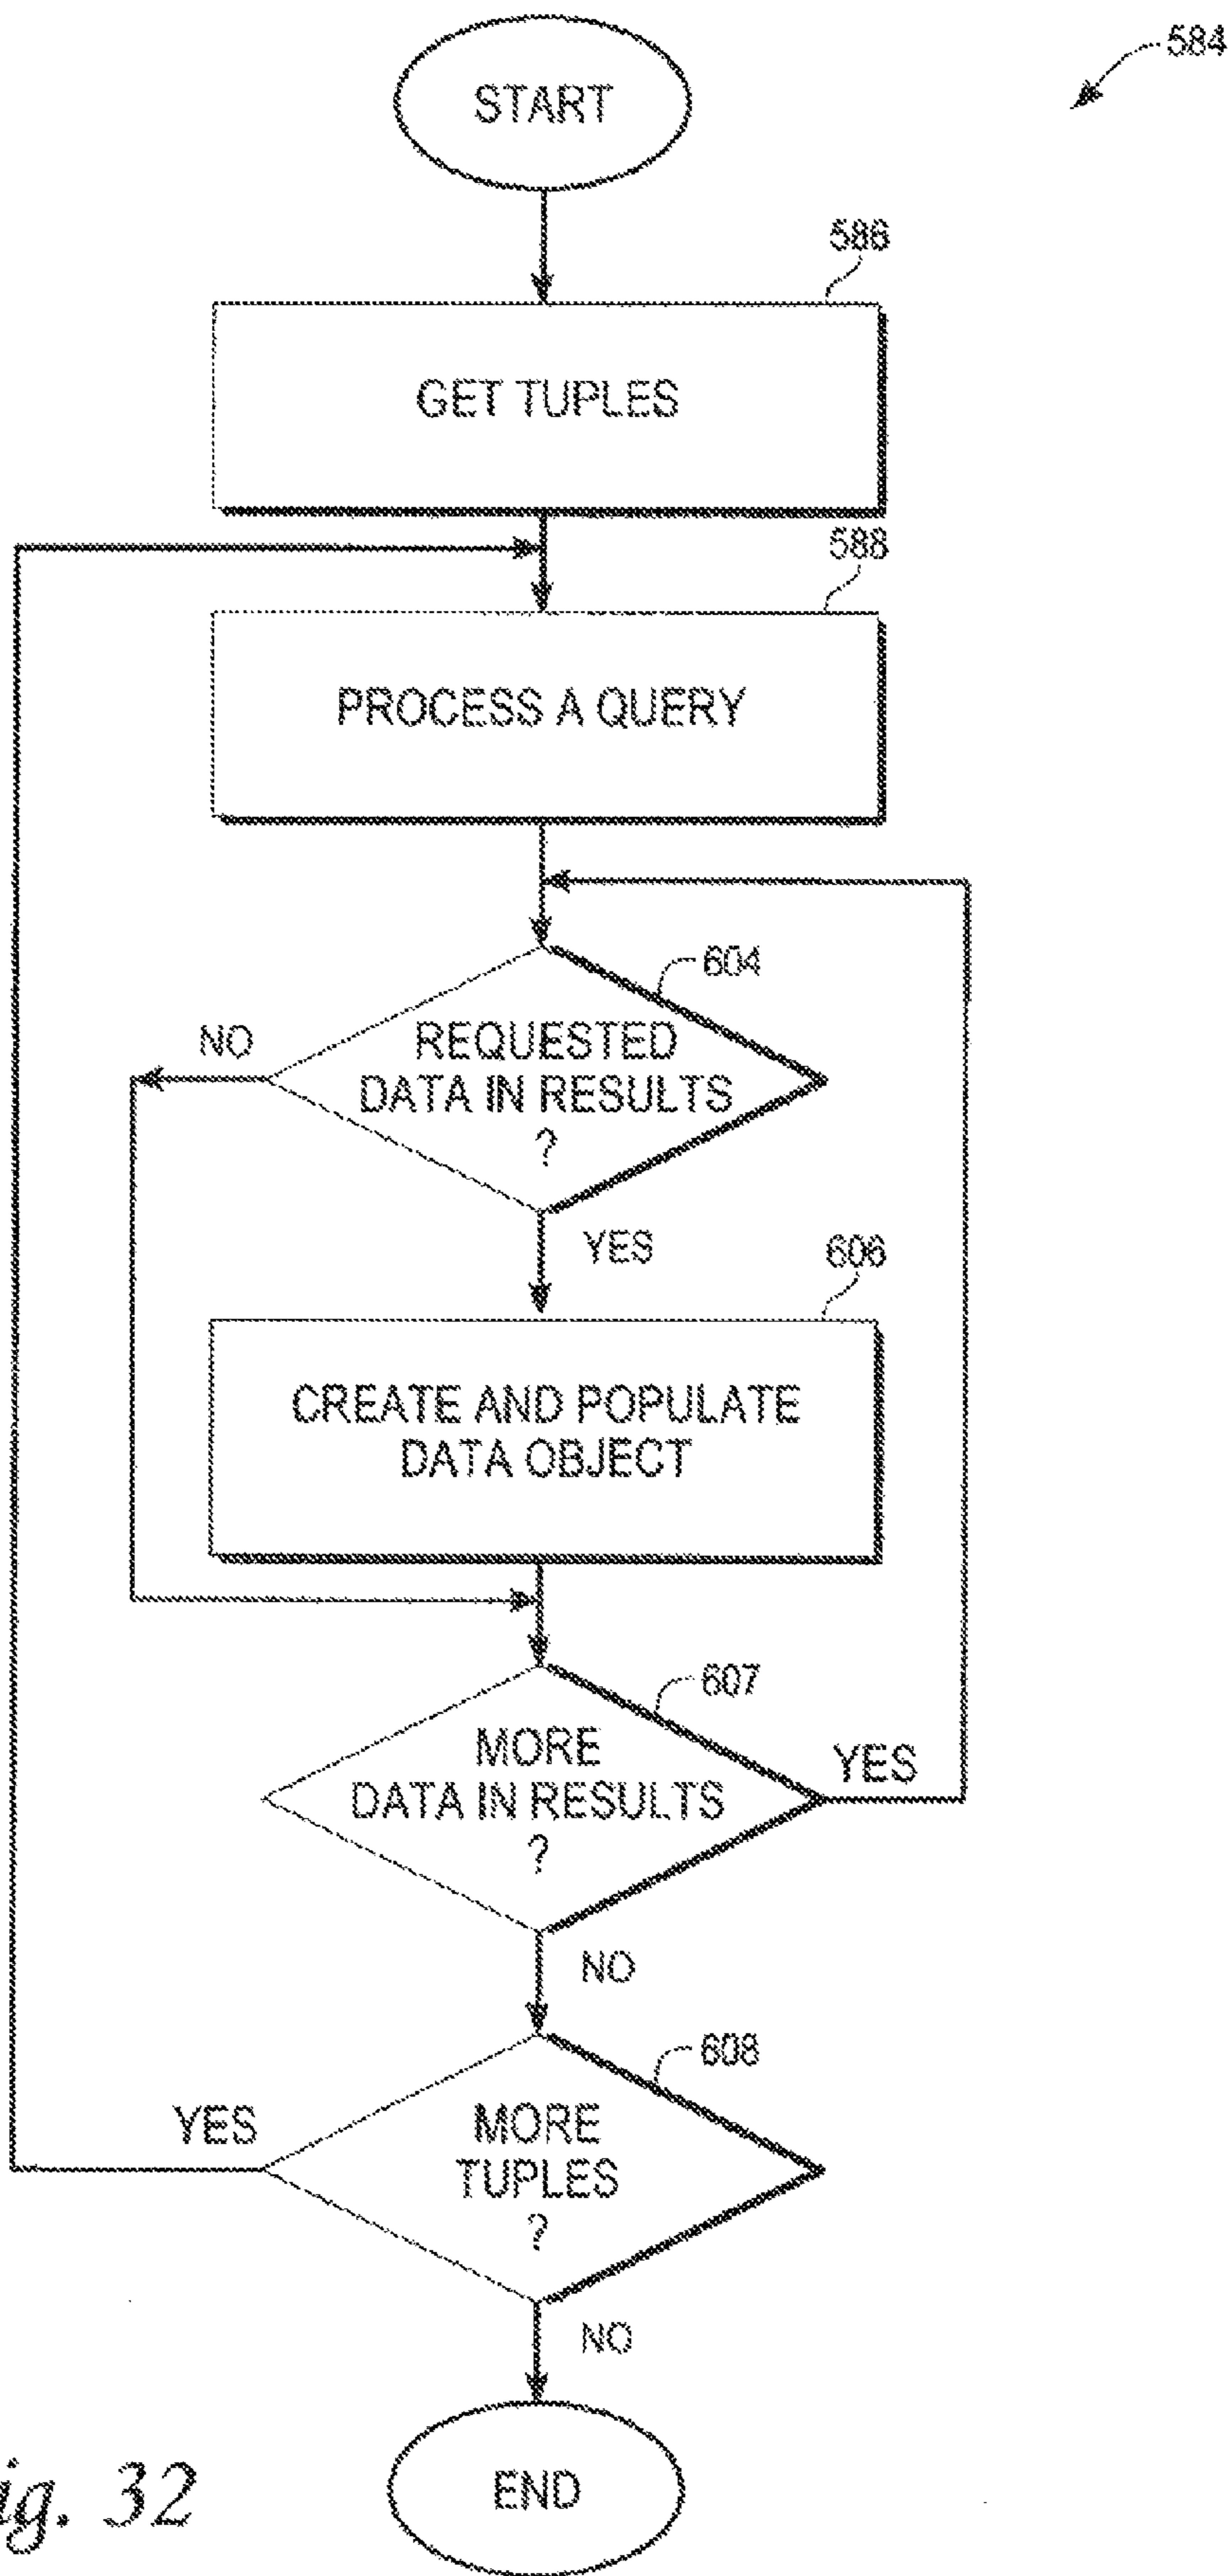 584
START
586
GET TUPLES
588
PROCESS A QUERY
604
NO
REQUESTED
DATA IN RESULTS
?
YES
606
CREATE AND POPULATE
DATA OBJECT
607
MORE
DATA IN RESULTS
?
YES
NO
608
YES
MORE
TUPLES
?
NO
END
ig. 32